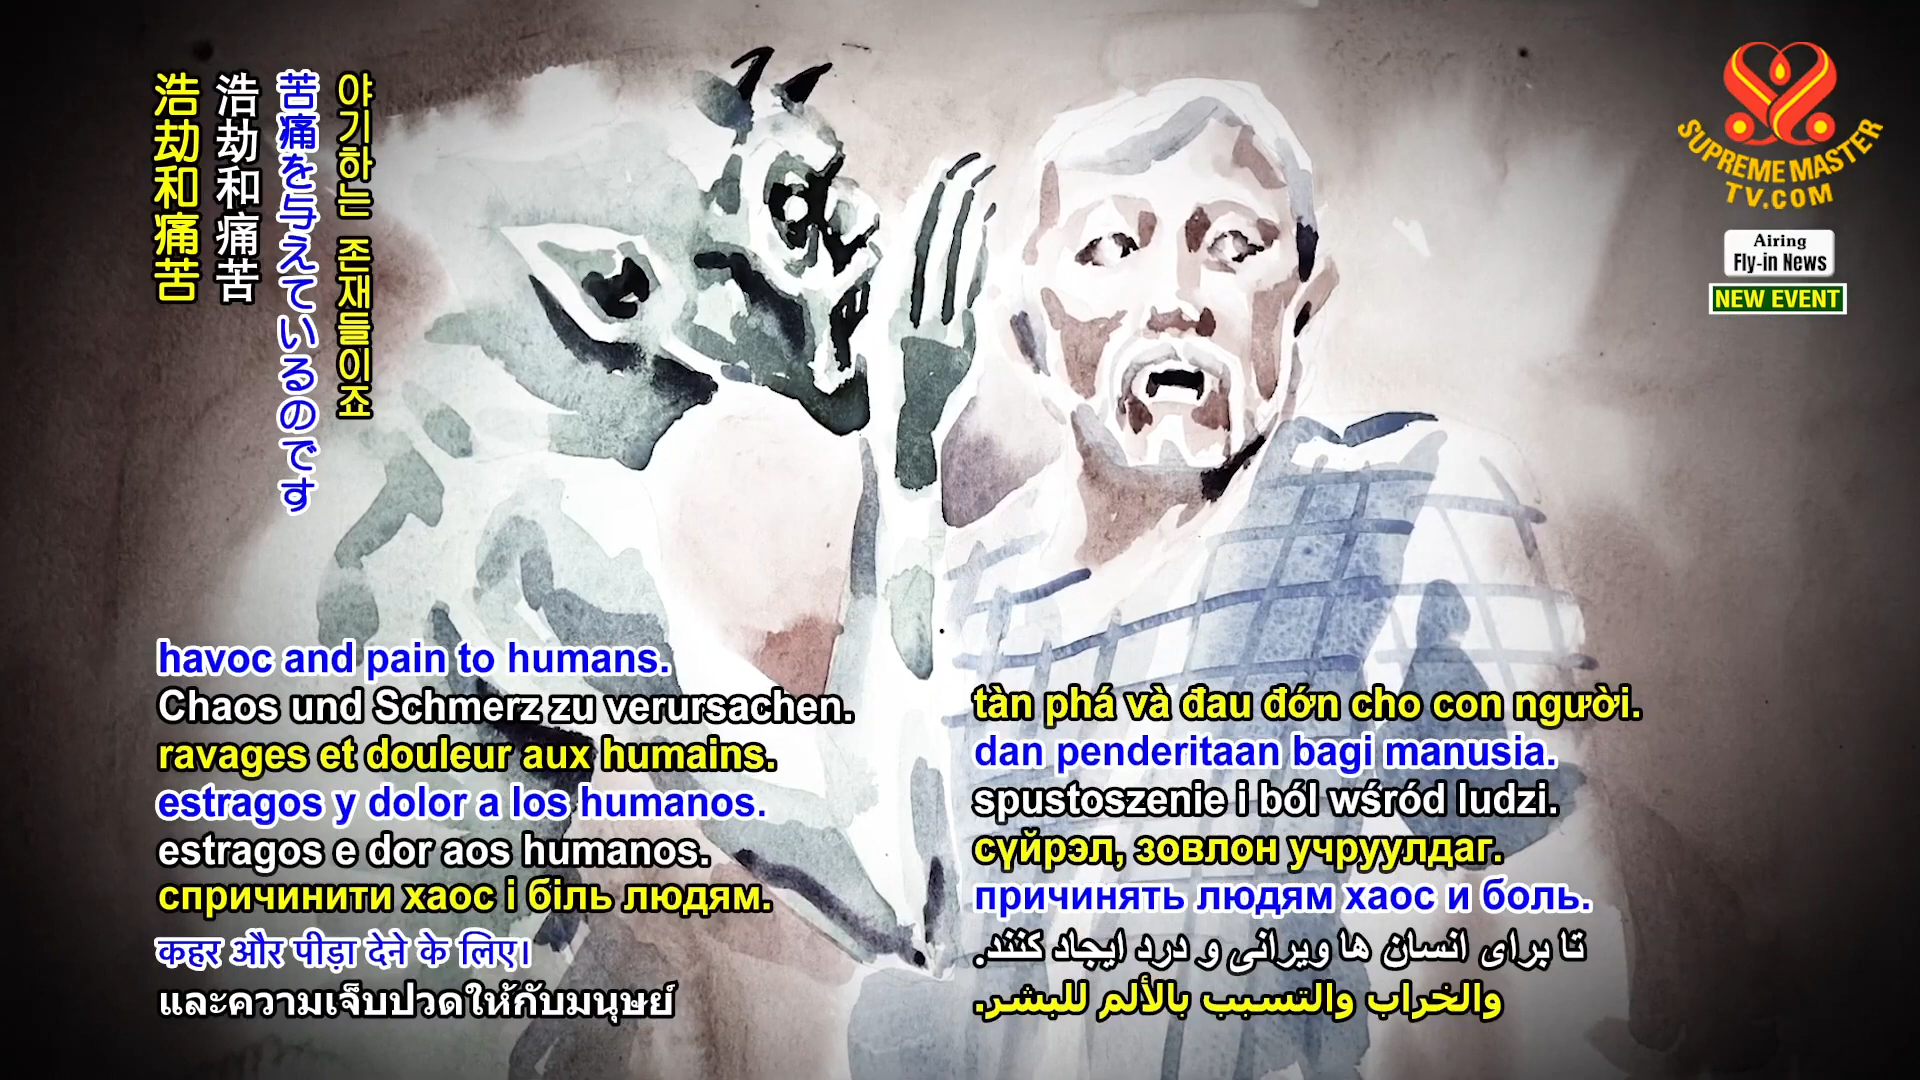 浩劫和痛苦
浩劫和痛苦
苦痛を与えているのです
야기하는 존재들이죠
SUPREME MASTER
TV.COM
Airing
Fly-in News
NEW EVENT
havoc and pain to humans.
Chaos und Schmerz zu verursachen.
ravages et douleur aux humains.
estragos y dolor a los humanos.
estragos e dor aos humanos.
спричинити хаос і біль людям.
कहर और पीड़ा देने के लिए।
และความเจ็บปวดให้กับมนุษย์
tàn phá và đau đớn cho con người.
dan penderitaan bagi manusia.
spustoszenie i ból wśród ludzi.
сүйрэл, зовлон учруулдаг.
причинять людям хаос и боль.
تا برای انسان ها ویرانی و درد ایجاد کنند.
والخراب والتسبب بالألم للبشر.